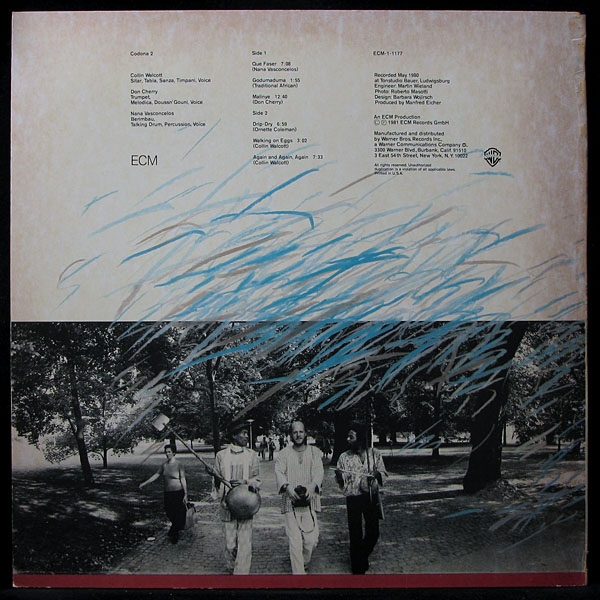 Codona 2
Collin Walcott
Sitar, Tabla, Sanza, Timpani, Voice
Don Cherry
Trumpet,
Melodica, Doussn' Gouni, Voice
Nana Vasconcelos
Berimbau,
Talking Drum, Percussion, Voice
ECM
Side 1
Que Faser 7:08
(Nana Vasconcelos)
Godumaduma 1:55
(Traditional African)
Malinye 12:40
(Don Cherry)
Side 2
Drip-Dry 6:59
(Ornette Coleman)
Walking on Eggs 3:02
(Collin Walcott)
Again and Again, Again 7:33
(Collin Walcott)
ECM-1-1177
Recorded May 1980
at Tonstudio Bauer, Ludwigsburg
Engineer: Martin Wieland
Photo: Roberto Masotti
Design: Barbara Wojirsch
Produced by Manfred Eicher
An ECM Production
© ℗ 1981 ECM Records GmbH
Manufactured and distributed
by Warner Bros. Records Inc.,
a Warner Communications Company
3300 Warner Blvd., Burbank, Calif. 91510
3 East 54th Street, New York, N.Y. 10022
All rights reserved. Unauthorized
duplication is a violation of all applicable laws.
Printed in U.S.A.